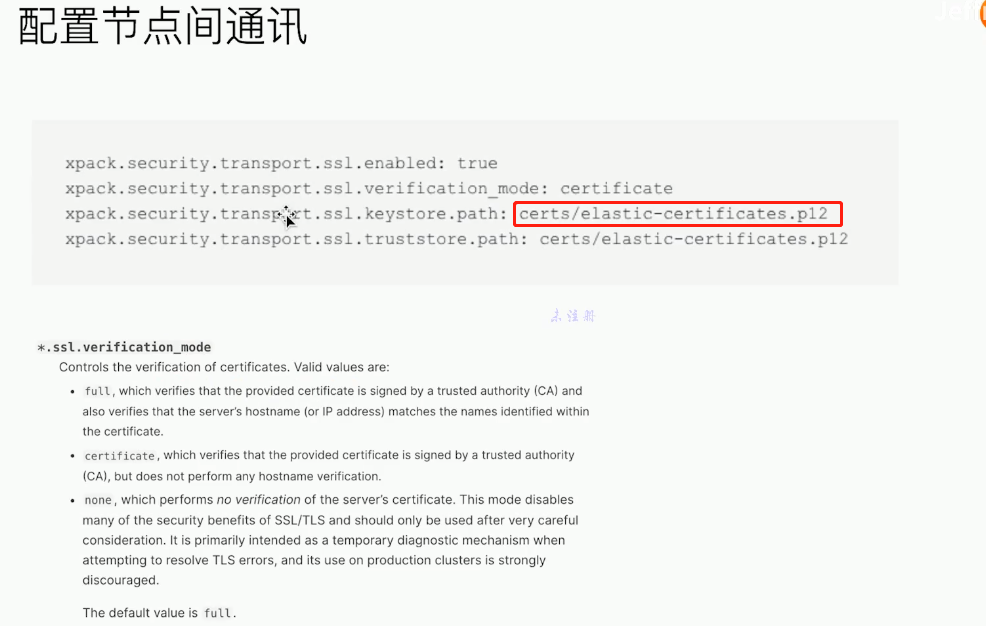 配置节点间通讯
xpack.security.transport.ssl.enabled: true
xpack.security.transport.ssl.verification_mode: certificate
xpack.security.transport.ssl.keystore.path: certs/elastic-certificates.p12
xpack.security.transport.ssl.truststore.path: certs/elastic-certificates.p12
未注册
*.ssl.verification_mode
Controls the verification of certificates. Valid values are:
• full, which verifies that the provided certificate is signed by a trusted authority (CA) and
also verifies that the server's hostname (or IP address) matches the names identified within
the certificate.
• certificate, which verifies that the provided certificate is signed by a trusted authority
(CA), but does not perform any hostname verification.
• none, which performs no verification of the server's certificate. This mode disables
many of the security benefits of SSL/TLS and should only be used after very careful
consideration. It is primarily intended as a temporary diagnostic mechanism when
attempting to resolve TLS errors, and its use on production clusters is strongly
discouraged.
The default value is full.